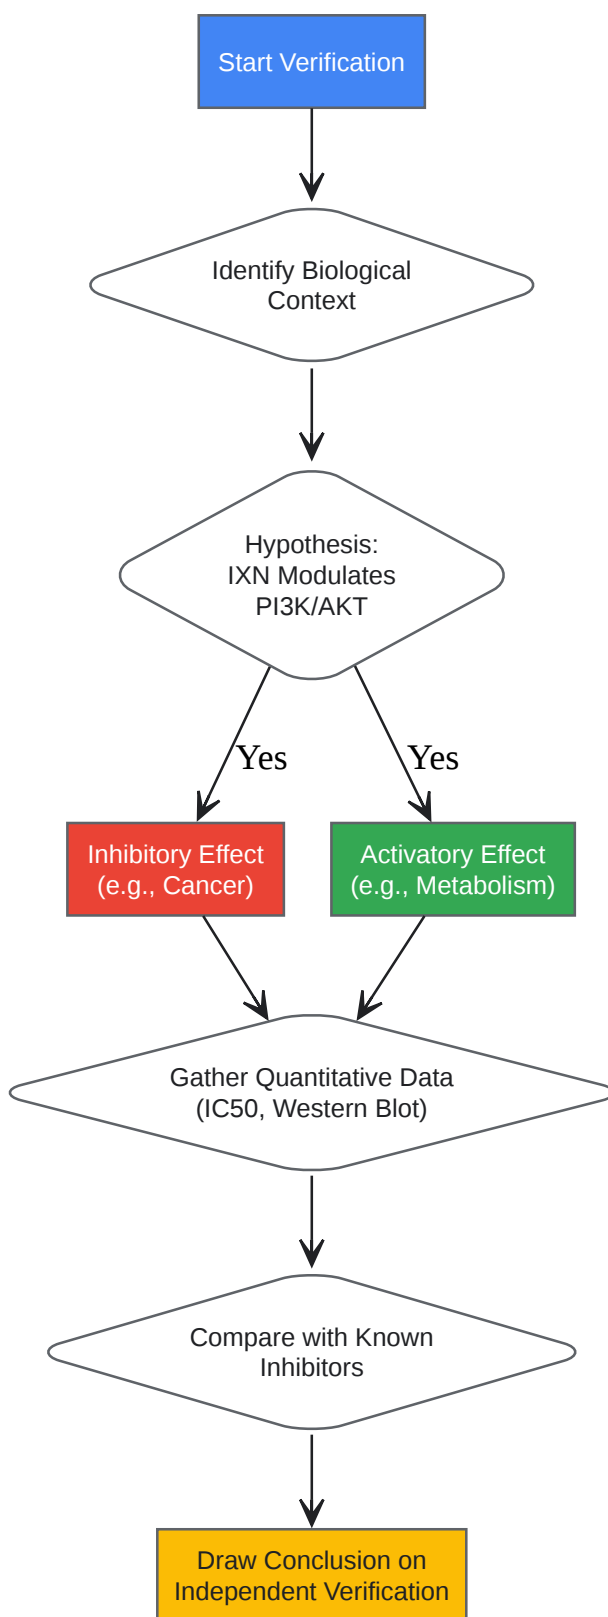 Start Verification
Identify Biological
Context
Hypothesis:
IXN Modulates
PI3K/AKT
Yes
Yes
Inhibitory Effect
(e.g., Cancer)
Activatory Effect
(e.g., Metabolism)
Gather Quantitative Data
(IC50, Western Blot)
Compare with Known
Inhibitors
Draw Conclusion on
Independent Verification